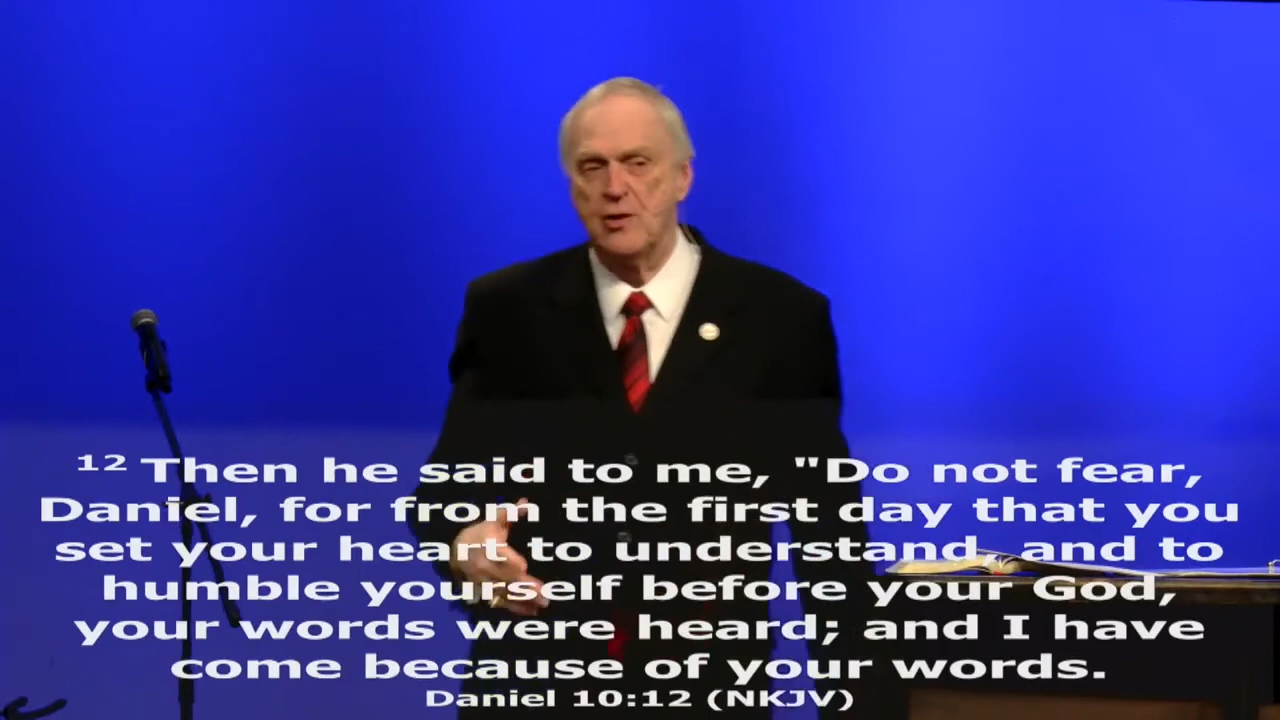 12 Then he said to me, "Do not fear,
Daniel, for from the first day that you
set your heart to understand, and to
humble yourself before your God,
your words were heard; and I have
come because of your words.
Daniel 10:12 (NKJV)